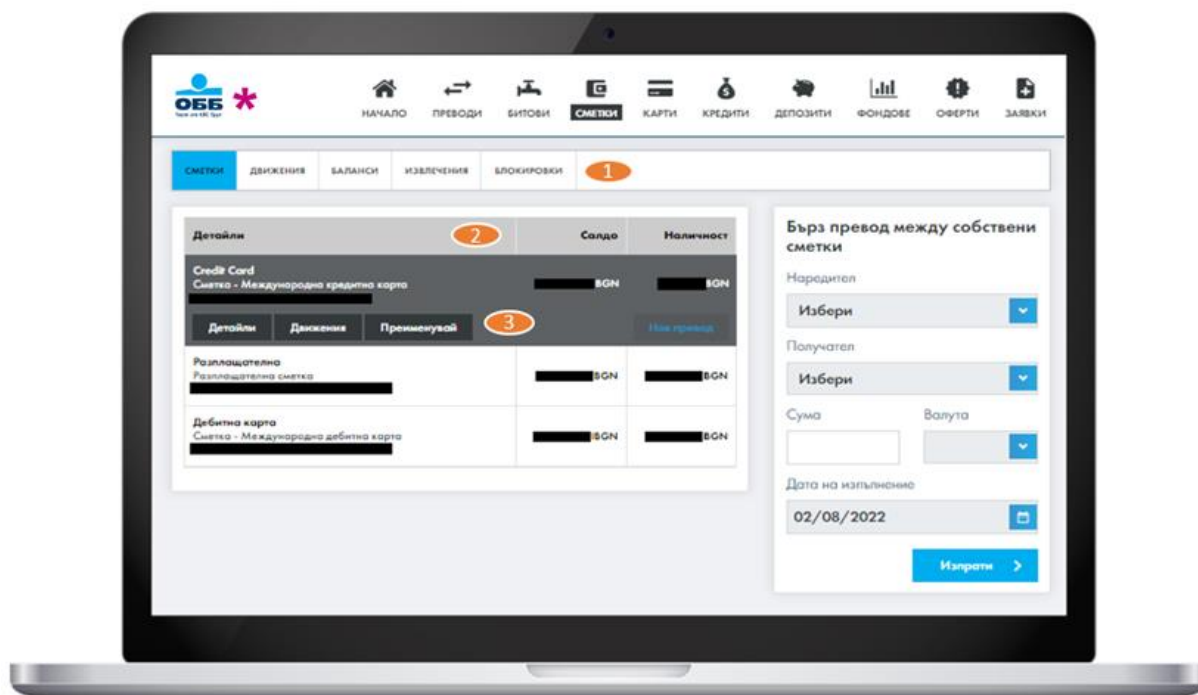 ОББ
НАЧАЛО
ПРЕВОДИ
БИТОВИ
СМЕТКИ
КАРТИ
КРЕДИТИ
ДЕПОЗИТИ
ФОНДОВЕ
ОФЕРТИ
ЗАЯВКИ
СМЕТКИ
ДВИЖЕНИЯ
БАЛАНСИ
ИЗВЛЕЧЕНИЯ
БЛОКИРОВКИ
1
Детайли 2 Салдо Наличност
Credit Card
Сметка - Международна кредитна карта
BGN BGN
Детайли Движения Преименувай 3 Нов превод
Разплащателна
Разплащателна сметка
BGN BGN
Дебитна карта
Сметка - Международна дебитна карта
BGN BGN
Бърз превод между собствени
сметки
Наредител
Избери
Получател
Избери
Сума Валута
Дата на изпълнение
02/08/2022
Изпрати